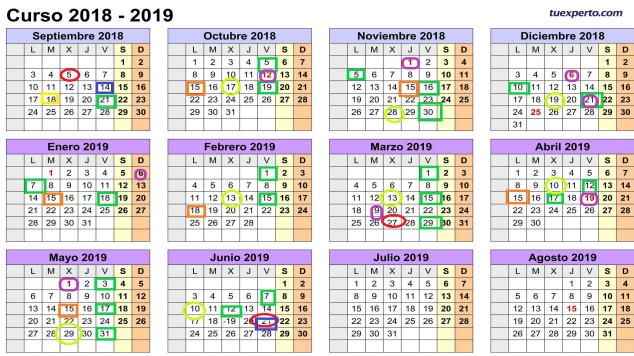 Curso 2018 - 2019
tuexperto.com
Septiembre 2018
L M X J V S D
1 2
3 4 5 6 7 8 9
10 11 12 13 14 15 16
17 18 19 20 21 22 23
24 25 26 27 28 29 30
Octubre 2018
L M X J V S D
1 2 3 4 5 6 7
8 9 10 11 12 13 14
15 16 17 18 19 20 21
22 23 24 25 26 27 28
29 30 31
Noviembre 2018
L M X J V S D
1 2 3 4
5 6 7 8 9 10 11
12 13 14 15 16 17 18
19 20 21 22 23 24 25
26 27 28 29 30
Diciembre 2018
L M X J V S D
1 2
3 4 5 6 7 8 9
10 11 12 13 14 15 16
17 18 19 20 21 22 23
24 25 26 27 28 29 30
31
Enero 2019
L M X J V S D
1 2 3 4 5 6
7 8 9 10 11 12 13
14 15 16 17 18 19 20
21 22 23 24 25 26 27
28 29 30 31
Febrero 2019
L M X J V S D
1 2 3
4 5 6 7 8 9 10
11 12 13 14 15 16 17
18 19 20 21 22 23 24
25 26 27 28
Marzo 2019
L M X J V S D
1 2 3
4 5 6 7 8 9 10
11 12 13 14 15 16 17
18 9 20 21 22 23 24
25 26 27 28 29 30 31
Abril 2019
L M X J V S D
1 2 3 4 5 6 7
8 9 10 11 12 13 14
15 16 17 18 19 20 21
22 23 24 25 26 27 28
29 30
Mayo 2019
L M X J V S D
1 2 3 4 5
6 7 8 9 10 11 12
13 14 15 16 17 18 19
20 21 22 23 24 25 26
27 28 29 30 31
Junio 2019
L M X J V S D
1 2
3 4 5 6 7 8 9
10 11 12 13 14 15 16
17 18 19 20 21 22 23
24 25 26 27 28 29 30
Julio 2019
L M X J V S D
1 2 3 4 5 6 7
8 9 10 11 12 13 14
15 16 17 18 19 20 21
22 23 24 25 26 27 28
29 30 31
Agosto 2019
L M X J V S D
1 2 3 4
5 6 7 8 9 10 11
12 13 14 15 16 17 18
19 20 21 22 23 24 25
26 27 28 29 30 31